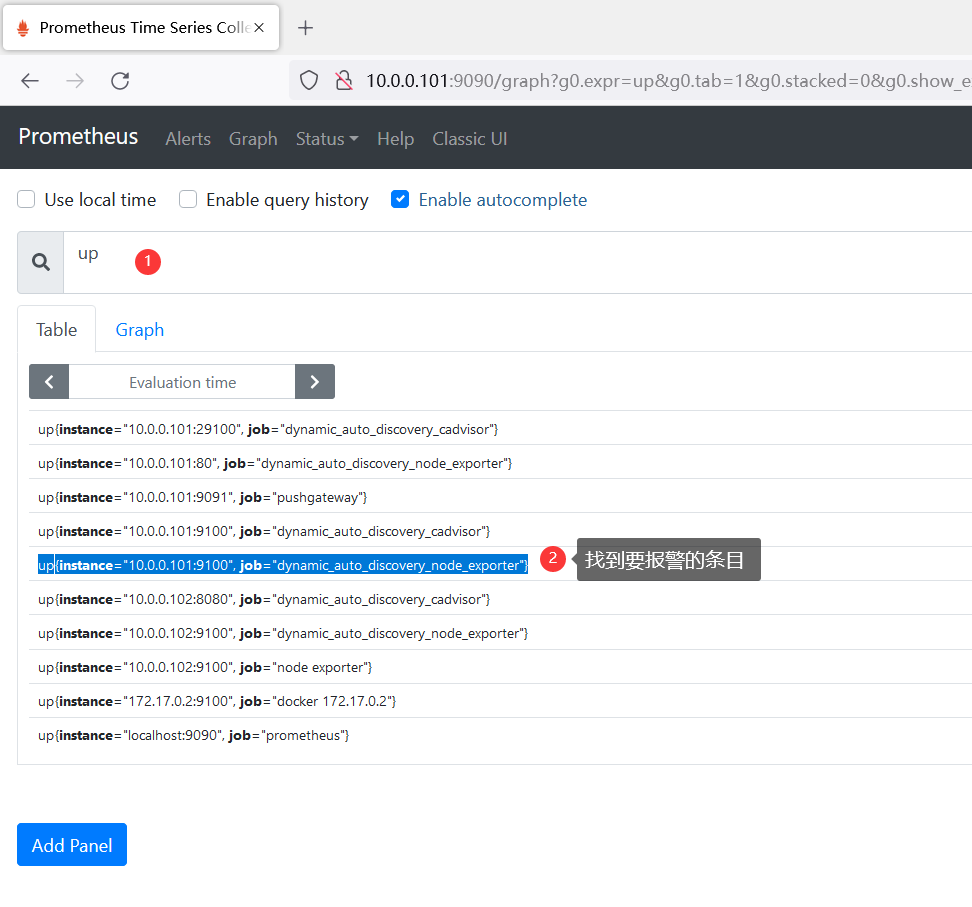 Prometheus Time Series Colle
10.0.0.101:9090/graph?g0.expr=up&g0.tab=1&g0.stacked=0&g0.show_e
Prometheus Alerts Graph Status Help Classic UI
Use local time Enable query history Enable autocomplete
up 1
Table Graph
Evaluation time
up{instance="10.0.0.101:29100", job="dynamic_auto_discovery_cadvisor"}
up{instance="10.0.0.101:80", job="dynamic_auto_discovery_node_exporter"}
up{instance="10.0.0.101:9091", job="pushgateway"}
up{instance="10.0.0.101:9100", job="dynamic_auto_discovery_cadvisor"}
up{instance="10.0.0.101:9100", job="dynamic_auto_discovery_node_exporter"} 2 找到要报警的条目
up{instance="10.0.0.102:8080", job="dynamic_auto_discovery_cadvisor"}
up{instance="10.0.0.102:9100", job="dynamic_auto_discovery_node_exporter"}
up{instance="10.0.0.102:9100", job="node exporter"}
up{instance="172.17.0.2:9100", job="docker 172.17.0.2"}
up{instance="localhost:9090", job="prometheus"}
Add Panel